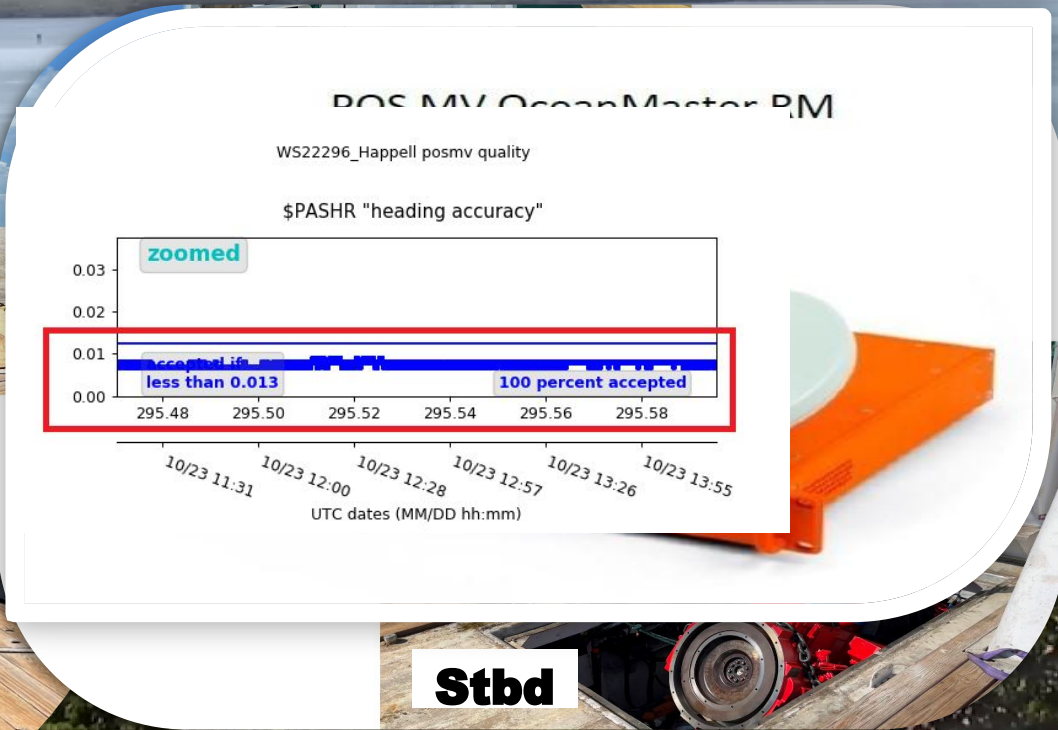 POS MV OceanMaster RM
WS22296_Happell posmv quality
$PASHR "heading accuracy"
zoomed
0.03
0.02
0.01
0.00
accepted if
less than 0.013
100 percent accepted
295.48 295.50 295.52 295.54 295.56 295.58
10/23 11:31 10/23 12:00 10/23 12:28 10/23 12:57 10/23 13:26 10/23 13:55
UTC dates (MM/DD hh:mm)
Stbd